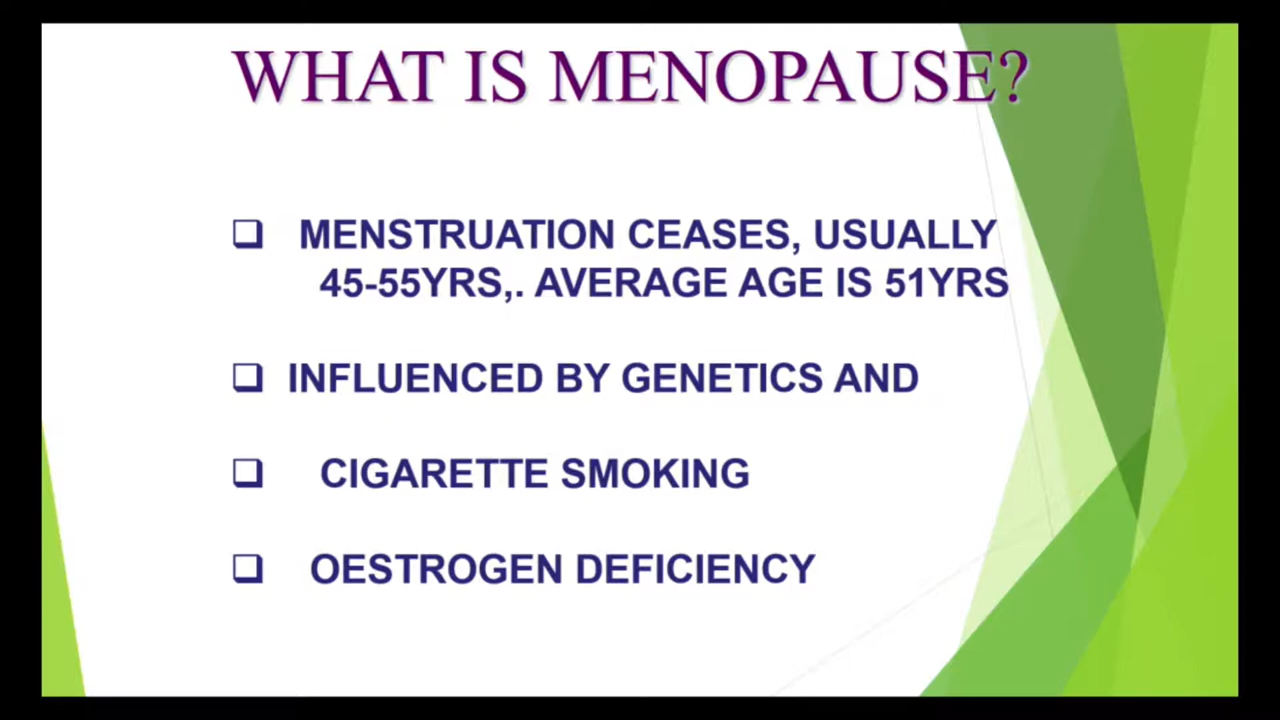 WHAT IS MENOPAUSE?
❑ MENSTRUATION CEASES, USUALLY
45-55YRS,. AVERAGE AGE IS 51YRS
❑ INFLUENCED BY GENETICS AND
❑ CIGARETTE SMOKING
❑ OESTROGEN DEFICIENCY